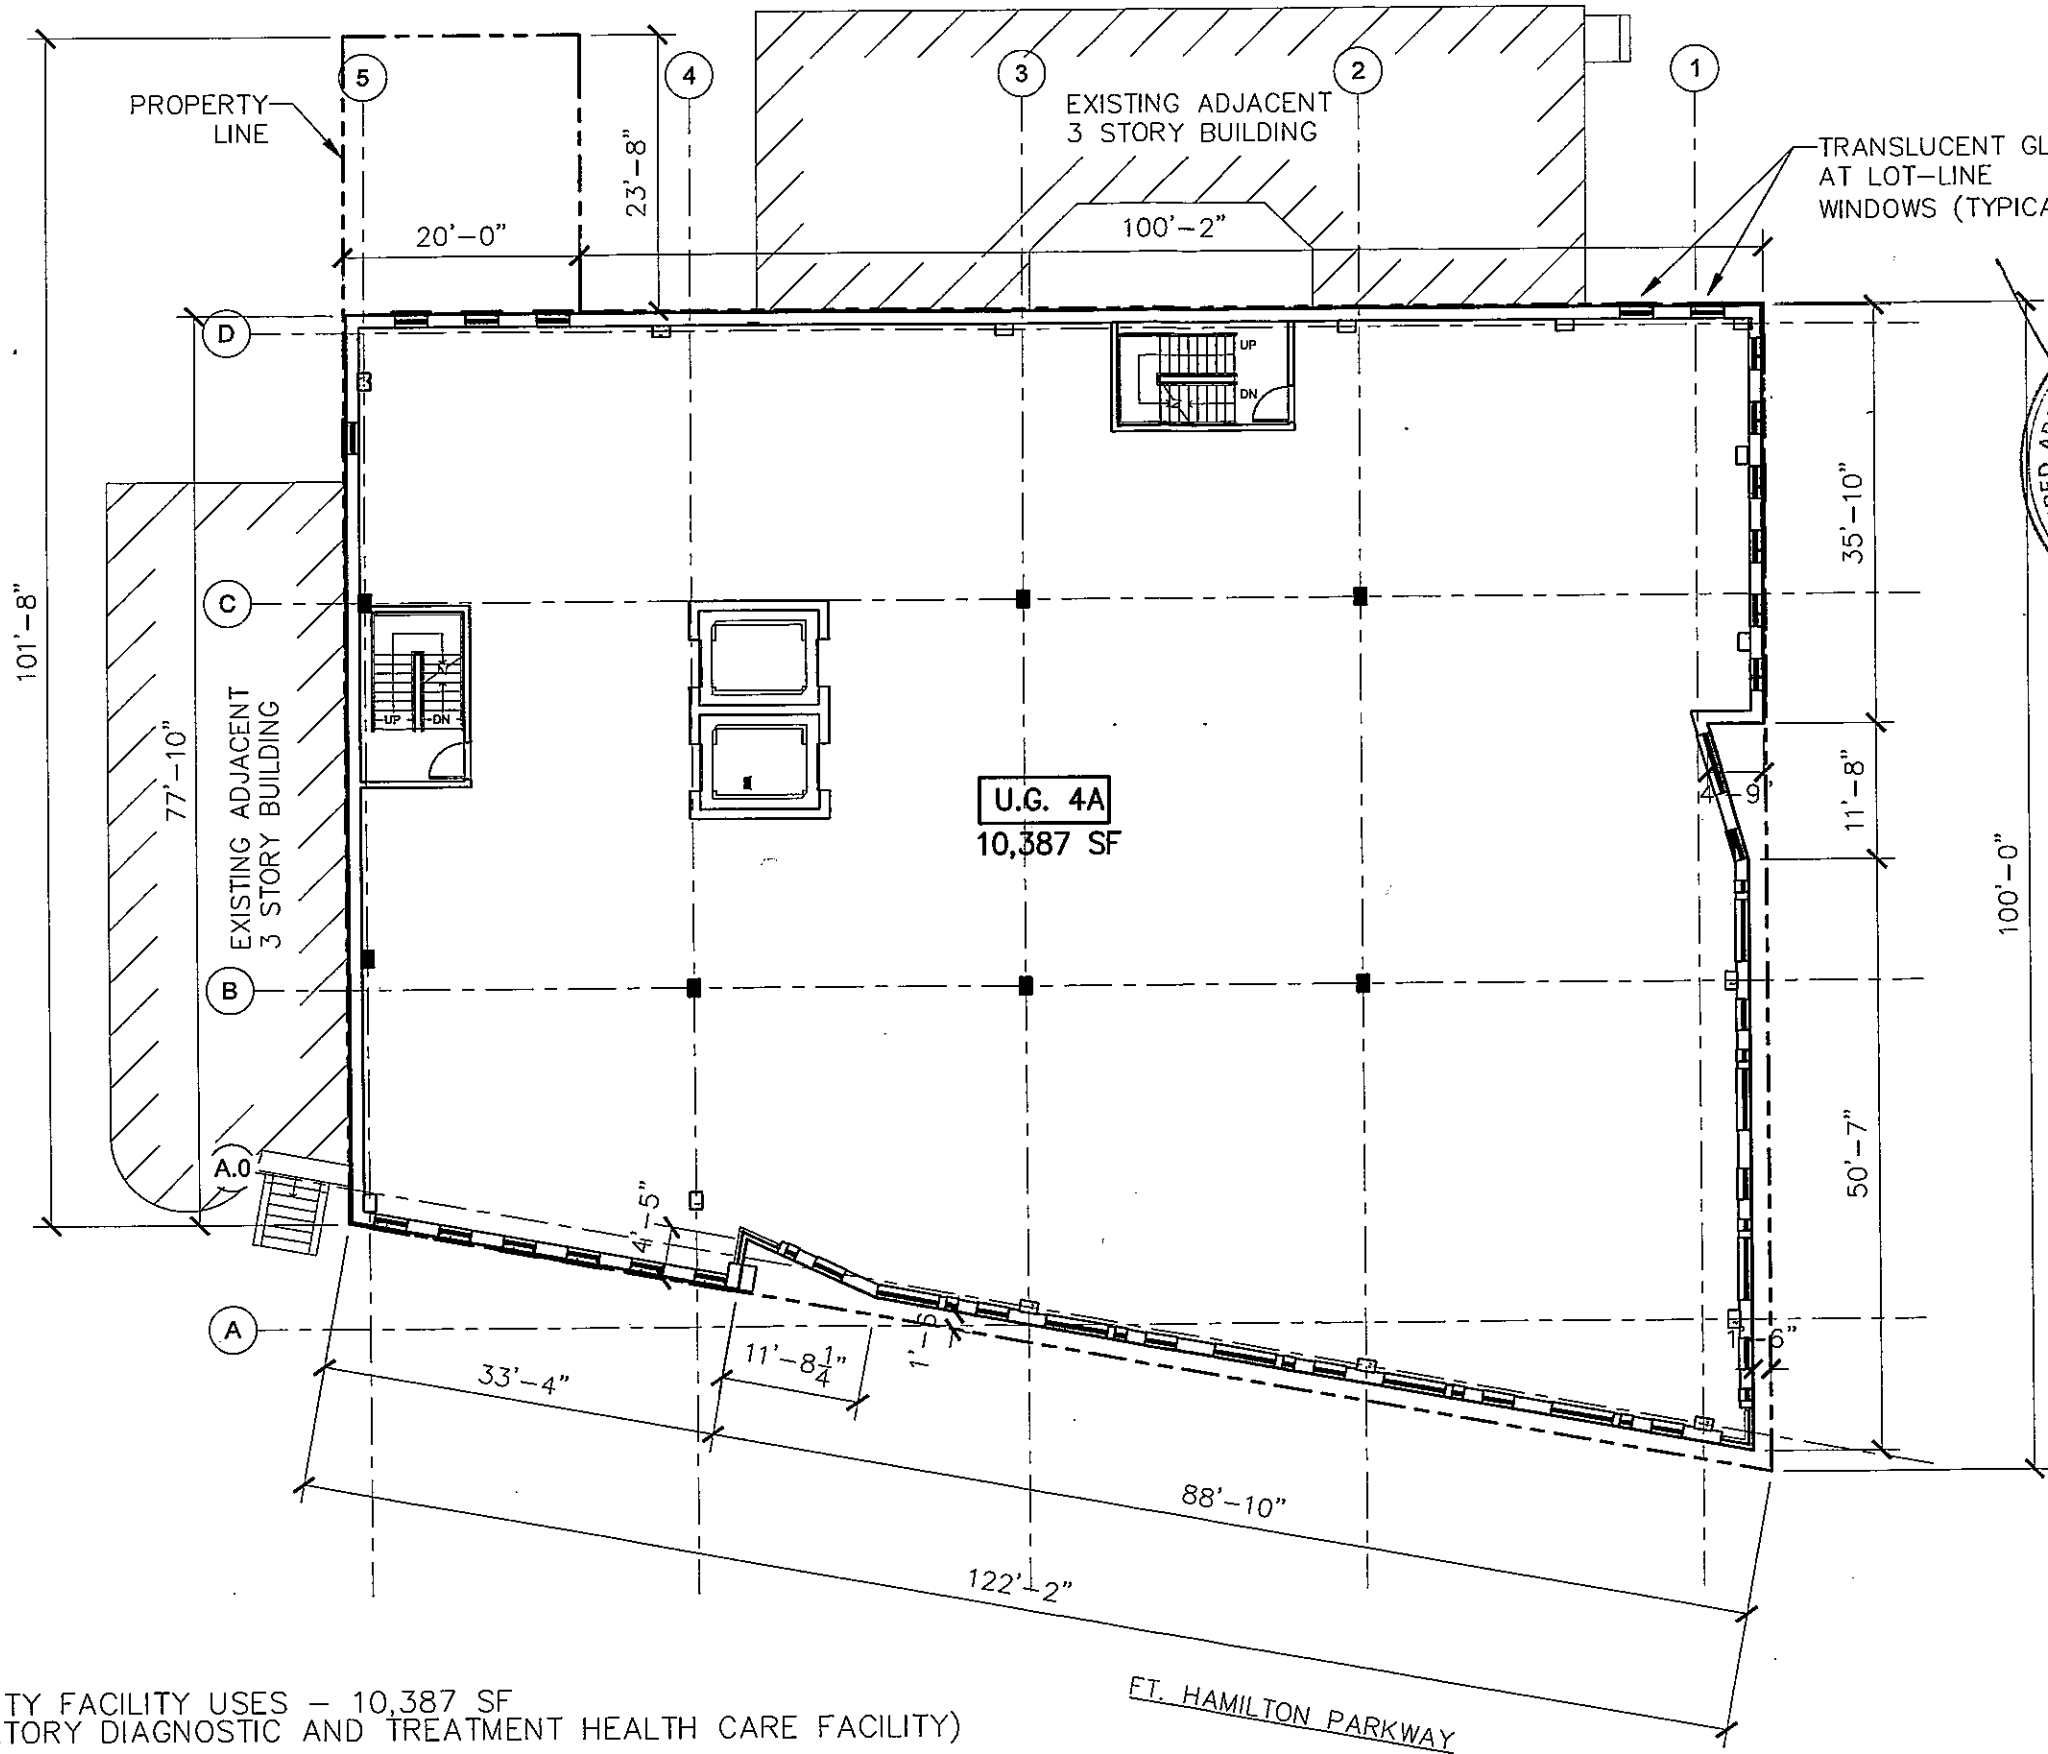 5
4
3
2
1
PROPERTY
LINE
EXISTING ADJACENT
3 STORY BUILDING
TRANSLUCENT GL
AT LOT-LINE
WINDOWS (TYPICA
23'-8"
20'-0"
100'-2"
D
UP
DN
35'-10"
C
101'-8"
UP
DN
EXISTING ADJACENT
3 STORY BUILDING
77'-10"
U.G. 4A
10,387 SF
4'-9"
11'-8"
100'-0"
B
A.0
4'-5"
50'-7"
A
1'-6"
11'-8 1/4"
33'-4"
88'-10"
122'-2"
FT. HAMILTON PARKWAY
TY FACILITY USES – 10,387 SF
TORY DIAGNOSTIC AND TREATMENT HEALTH CARE FACILITY)